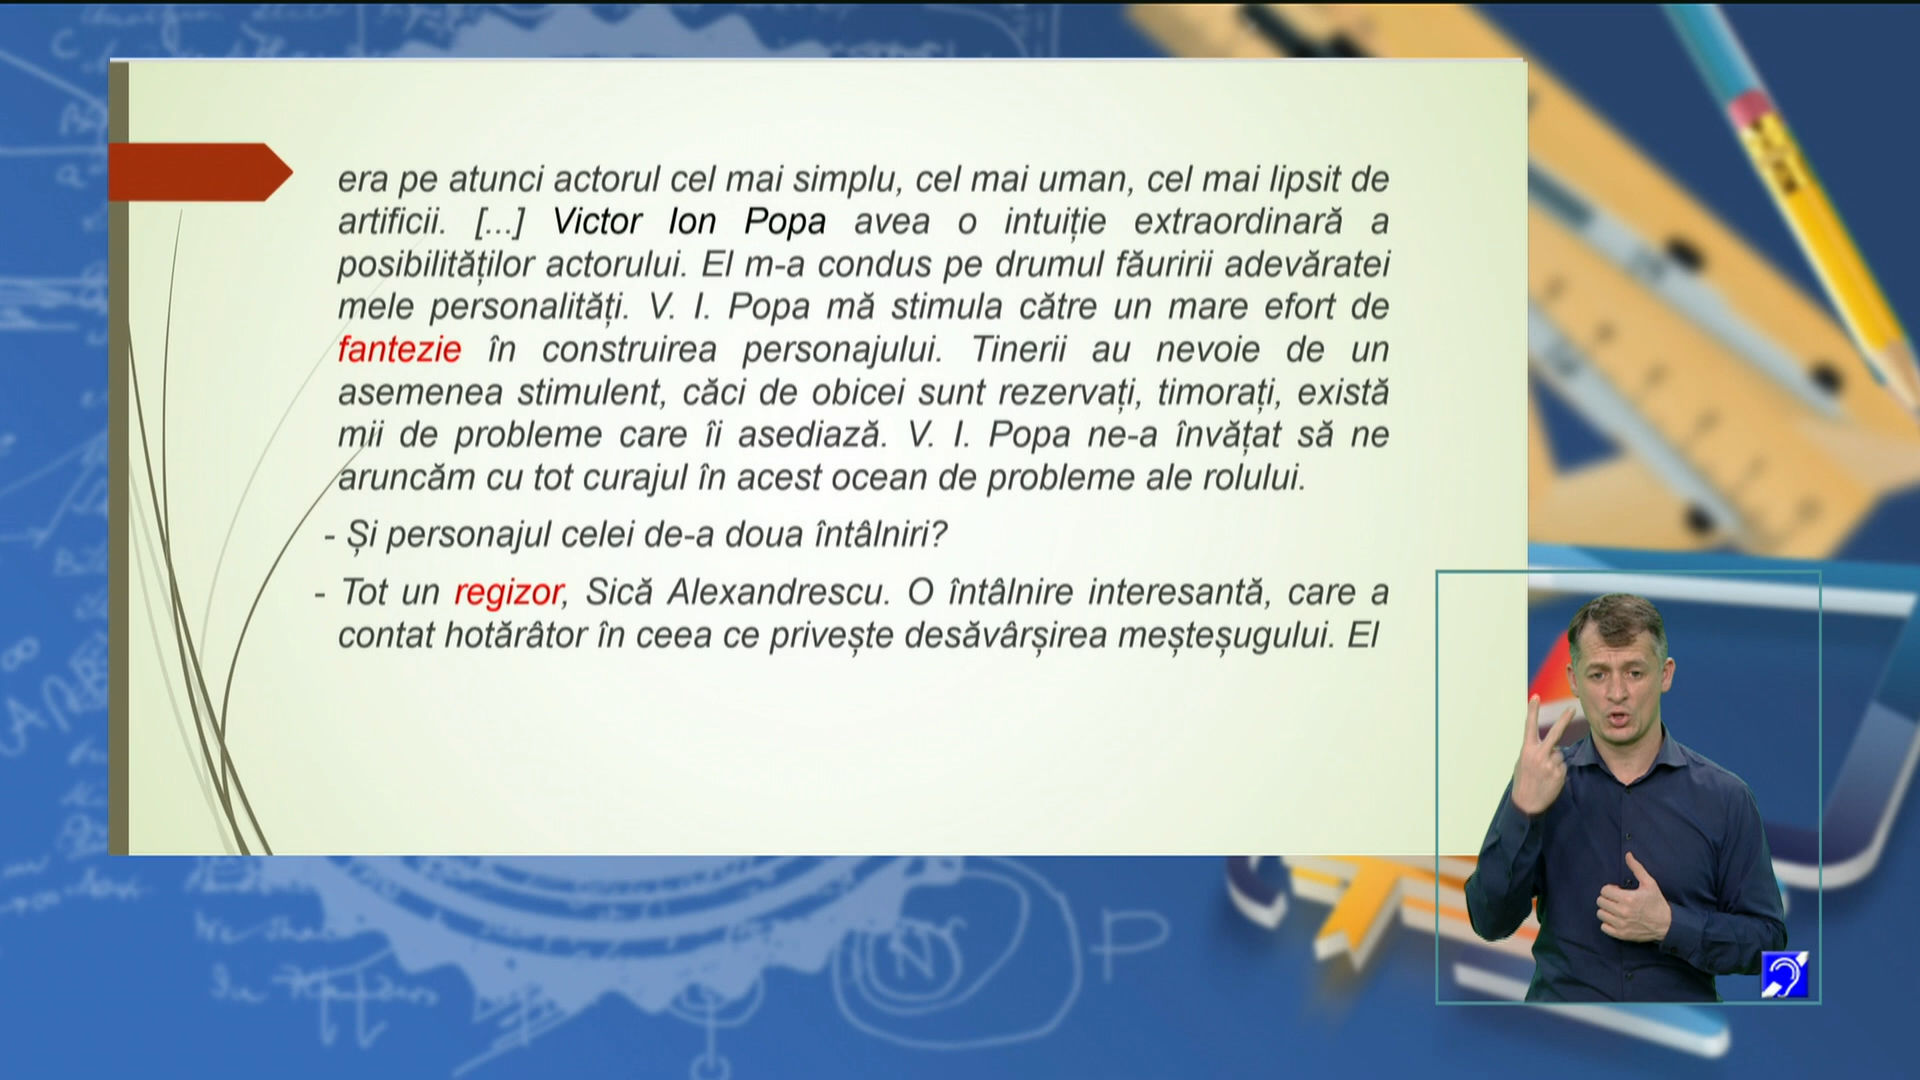 era pe atunci actorul cel mai simplu, cel mai uman, cel mai lipsit de
artificii. [...] Victor Ion Popa avea o intuiție extraordinară a
posibilităților actorului. El m-a condus pe drumul făuririi adevăratei
mele personalități. V. I. Popa mă stimula către un mare efort de
fantezie în construirea personajului. Tinerii au nevoie de un
asemenea stimulent, căci de obicei sunt rezervați, timorați, există
mii de probleme care îi asediază. V. I. Popa ne-a învățat să ne
aruncăm cu tot curajul în acest ocean de probleme ale rolului.
- Și personajul celei de-a doua întâlniri?
- Tot un regizor, Sică Alexandrescu. O întâlnire interesantă, care a
contat hotărâtor în ceea ce privește desăvârșirea meșteșugului. El
N
P